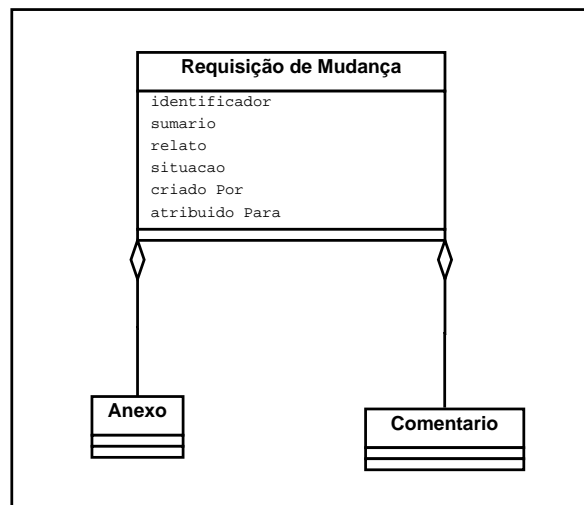 Requisição de Mudança
identificador
sumario
relato
situacao
criado Por
atribuido Para
Anexo
Comentario